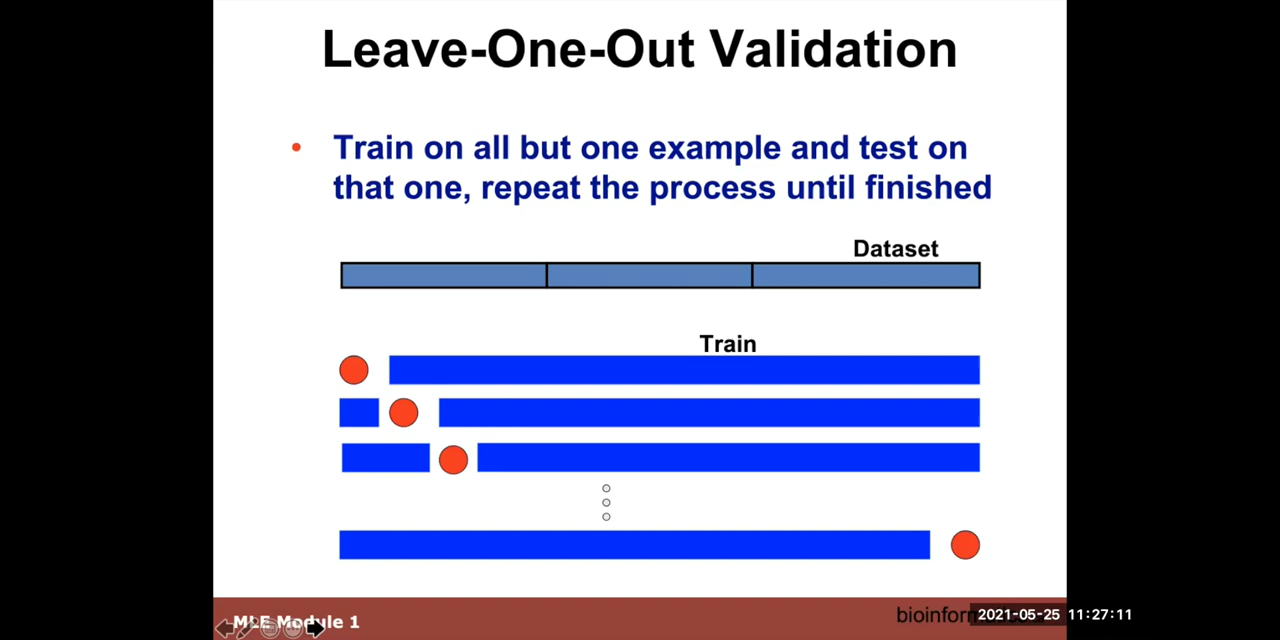 Leave-One-Out Validation
• Train on all but one example and test on
that one, repeat the process until finished
Dataset
Train
MLE Module 1
2021-05-25 11:27:11